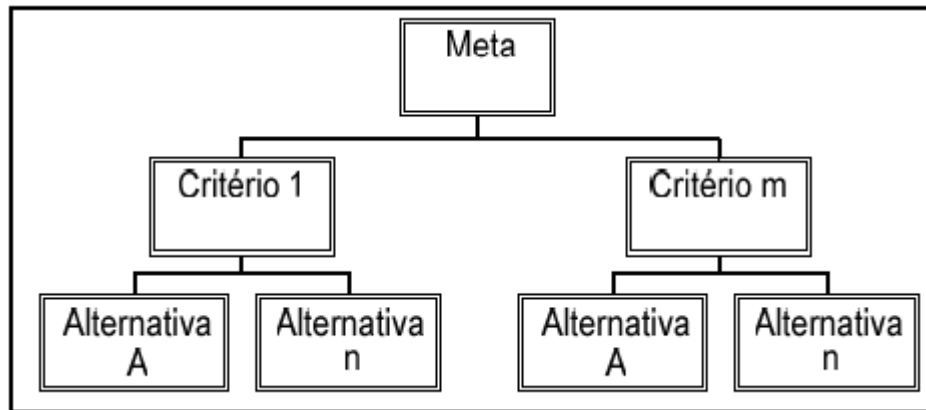 Meta
Critério 1
Critério m
Alternativa
A
Alternativa
n
Alternativa
A
Alternativa
n